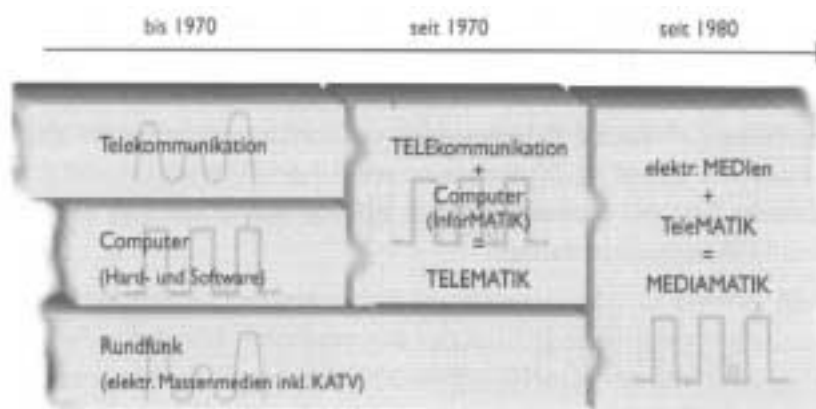 bis 1970
seit 1970
seit 1980
Telekommunikation
Computer
(Hard- und Software)
Rundfunk
(elektr. Massenmedien inkl. KATV)
TELEkommunikation
+
Computer
(InforMATIK)
=
TELEMATIK
elektr. MEDIen
+
TeleMATIK
=
MEDIAMATIK